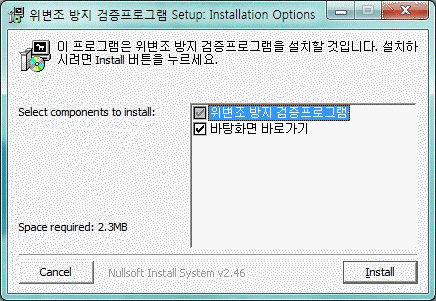 위변조 방지 검증프로그램 Setup: Installation Options
이 프로그램은 위변조 방지 검증프로그램을 설치할 것입니다. 설치하
시려면 Install 버튼을 누르세요.
Select components to install:
위변조 방지 검증프로그램
바탕화면 바로가기
Space required: 2.3MB
Cancel
Nullsoft Install System v2.46
Install